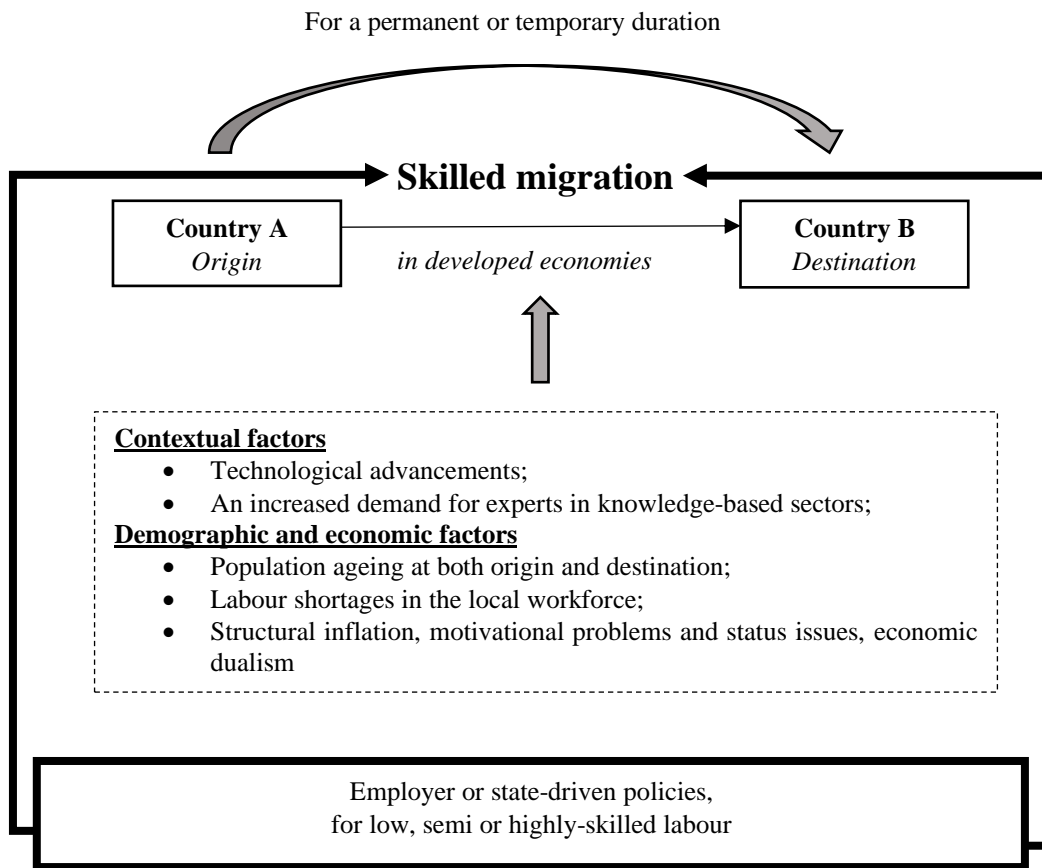 For a permanent or temporary duration
Skilled migration
Country A
Origin
in developed economies
Country B
Destination
Contextual factors
• Technological advancements;
• An increased demand for experts in knowledge-based sectors;
Demographic and economic factors
• Population ageing at both origin and destination;
• Labour shortages in the local workforce;
• Structural inflation, motivational problems and status issues, economic
dualism
Employer or state-driven policies,
for low, semi or highly-skilled labour